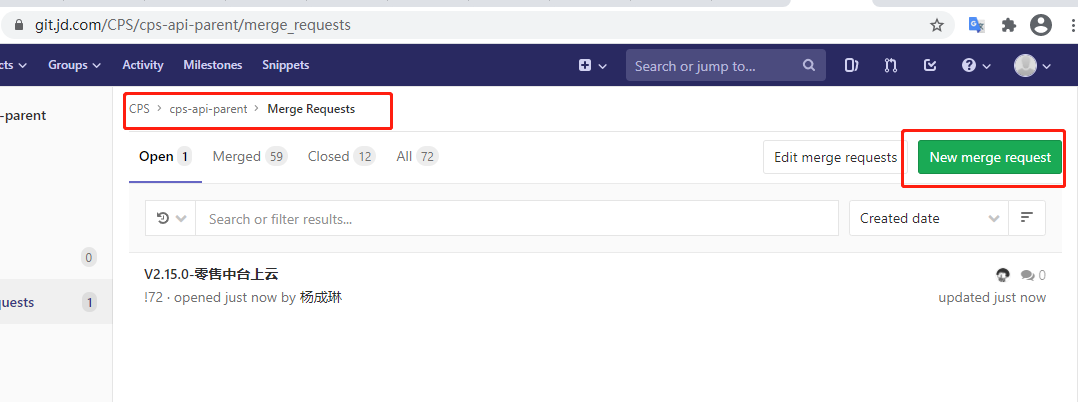 git.jd.com/CPS/cps-api-parent/merge_requests
cts Groups Activity Milestones Snippets Search or jump to...
-parent
CPS > cps-api-parent > Merge Requests
Open 1 Merged 59 Closed 12 All 72 Edit merge requests New merge request
Search or filter results... Created date
0
V2.15.0-零售中台上云 0
uests 1 !72 · opened just now by 杨成琳 updated just now